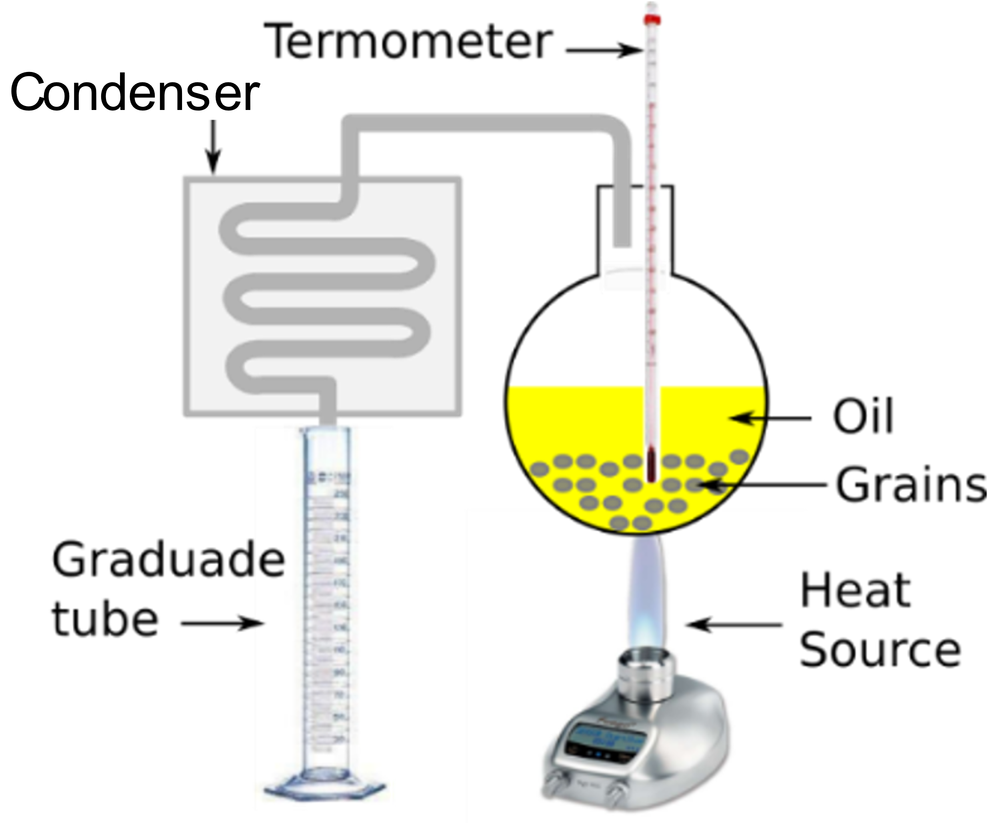 Termometer
Condenser
Oil
Grains
Graduade
tube
Heat
Source